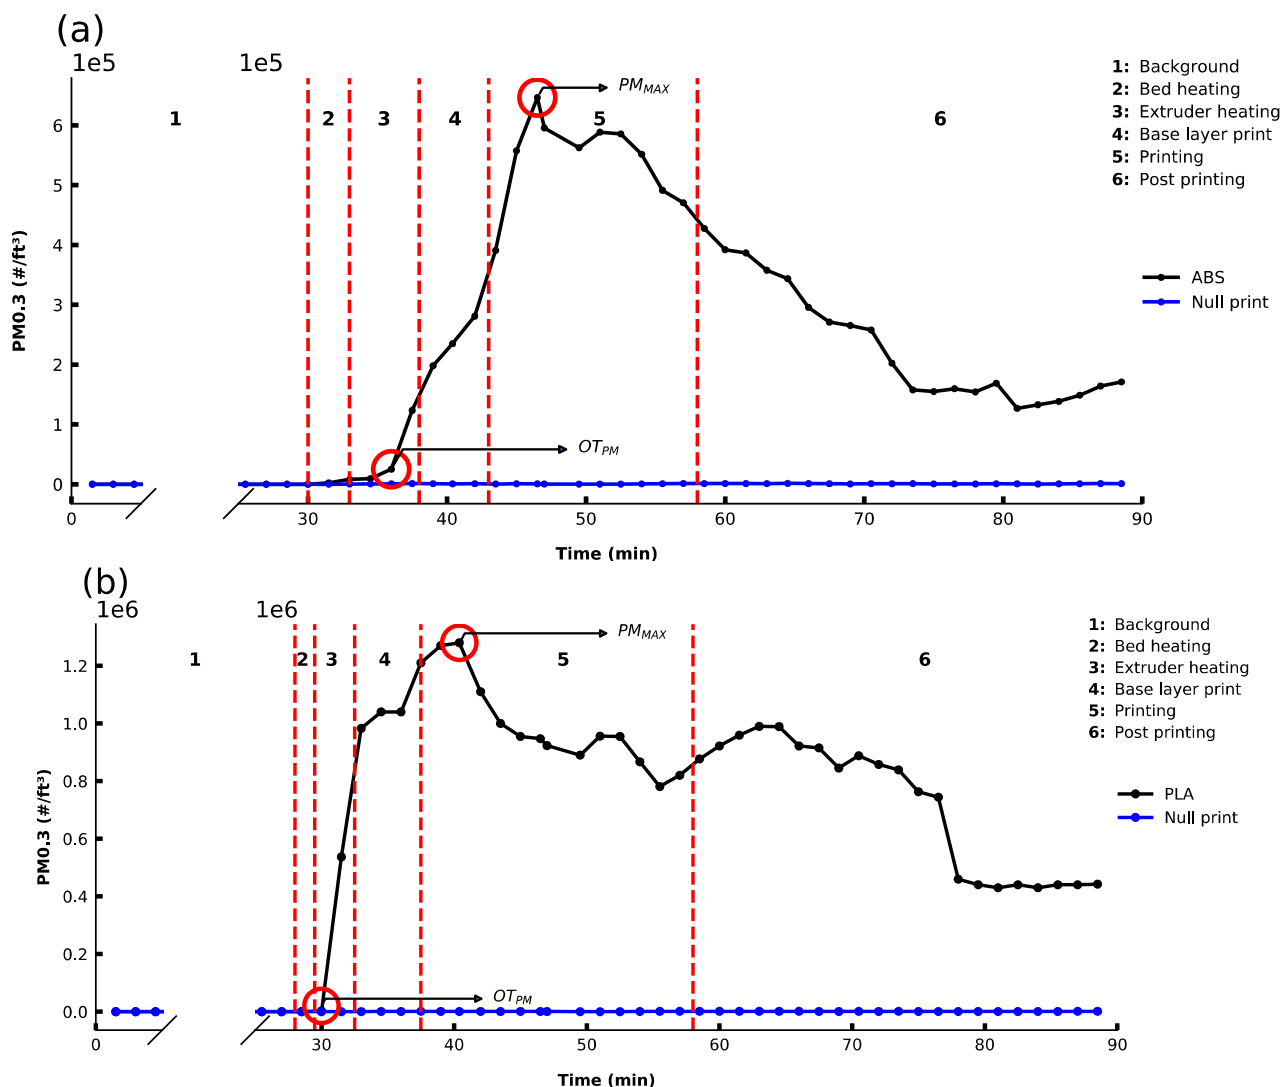 (a)
1e5 1e5
PM_MAX
1: Background
2: Bed heating
3: Extruder heating
4: Base layer print
5: Printing
6: Post printing
1 2 3 4 5 6
6
5
4
3
2
1
0
PM0.3 (#/ft³)
ABS
Null print
OT_PM
0 30 40 50 60 70 80 90
Time (min)
(b)
1e6 1e6
PM_MAX
1: Background
2: Bed heating
3: Extruder heating
4: Base layer print
5: Printing
6: Post printing
1 2 3 4 5 6
1.2
1.0
0.8
0.6
0.4
0.2
0.0
PM0.3 (#/ft³)
PLA
Null print
OT_PM
0 30 40 50 60 70 80 90
Time (min)